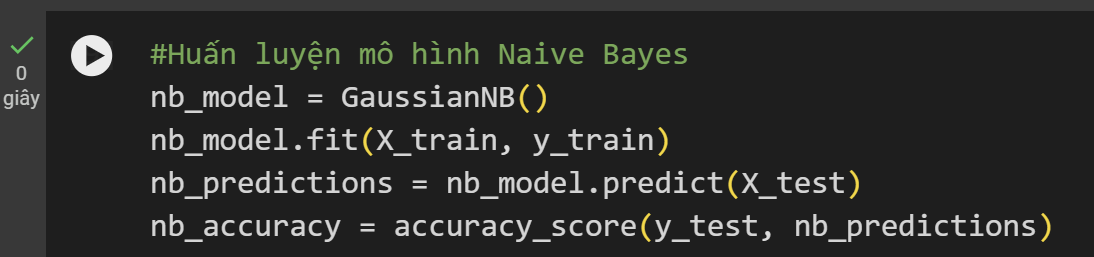 #Huấn luyện mô hình Naive Bayes
0
giây
nb_model = GaussianNB()
nb_model.fit(X_train, y_train)
nb_predictions = nb_model.predict(X_test)
nb_accuracy = accuracy_score(y_test, nb_predictions)